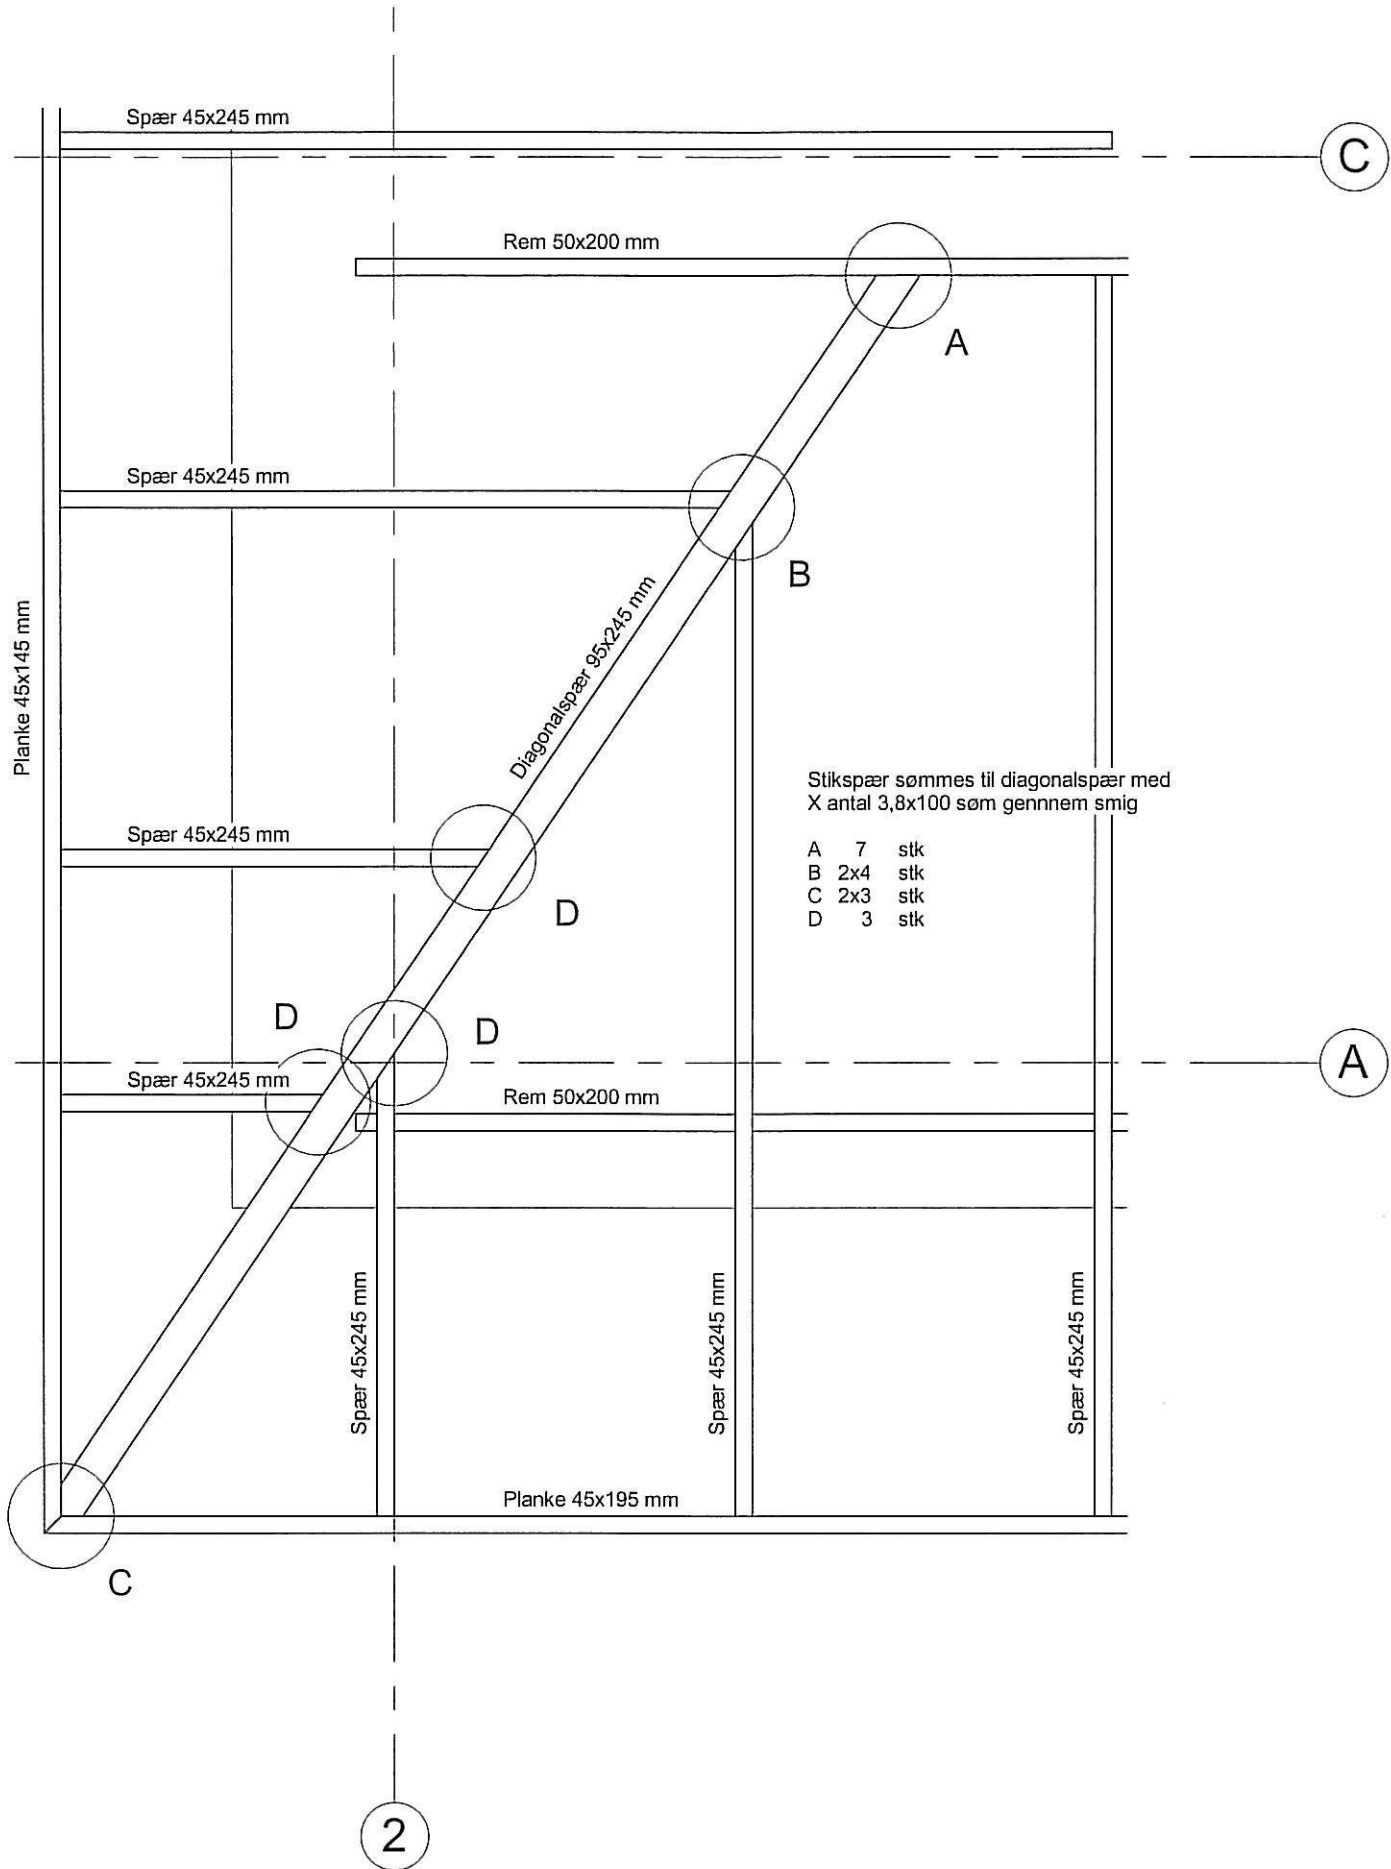 Spær 45x245 mm
C
Rem 50x200 mm
A
Spær 45x245 mm
B
Diagonalspær 95x245 mm
Planke 45x145 mm
Stikspær sømmes til diagonalspær med
X antal 3,8x100 søm gennnem smig
A 7 stk
B 2x4 stk
C 2x3 stk
D 3 stk
Spær 45x245 mm
D
D
D
A
Spær 45x245 mm
Rem 50x200 mm
Spær 45x245 mm
Spær 45x245 mm
Spær 45x245 mm
Planke 45x195 mm
C
2